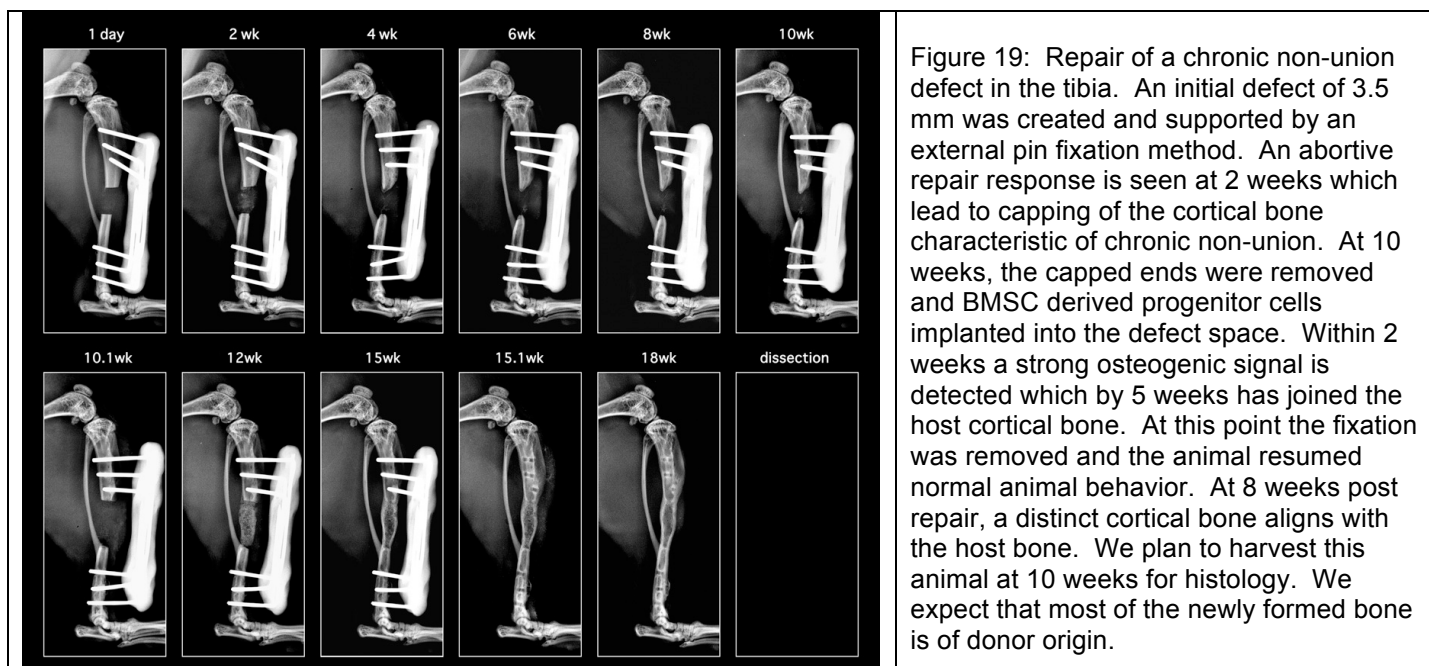 1 day 2 wk 4 wk 6wk 8wk 10wk
10.1wk 12wk 15wk 15.1wk 18wk dissection
Figure 19:  Repair of a chronic non-union
defect in the tibia.  An initial defect of 3.5
mm was created and supported by an
external pin fixation method.  An abortive
repair response is seen at 2 weeks which
lead to capping of the cortical bone
characteristic of chronic non-union.  At 10
weeks, the capped ends were removed
and BMSC derived progenitor cells
implanted into the defect space.  Within 2
weeks a strong osteogenic signal is
detected which by 5 weeks has joined the
host cortical bone.  At this point the fixation
was removed and the animal resumed
normal animal behavior.  At 8 weeks post
repair, a distinct cortical bone aligns with
the host bone.  We plan to harvest this
animal at 10 weeks for histology.  We
expect that most of the newly formed bone
is of donor origin.